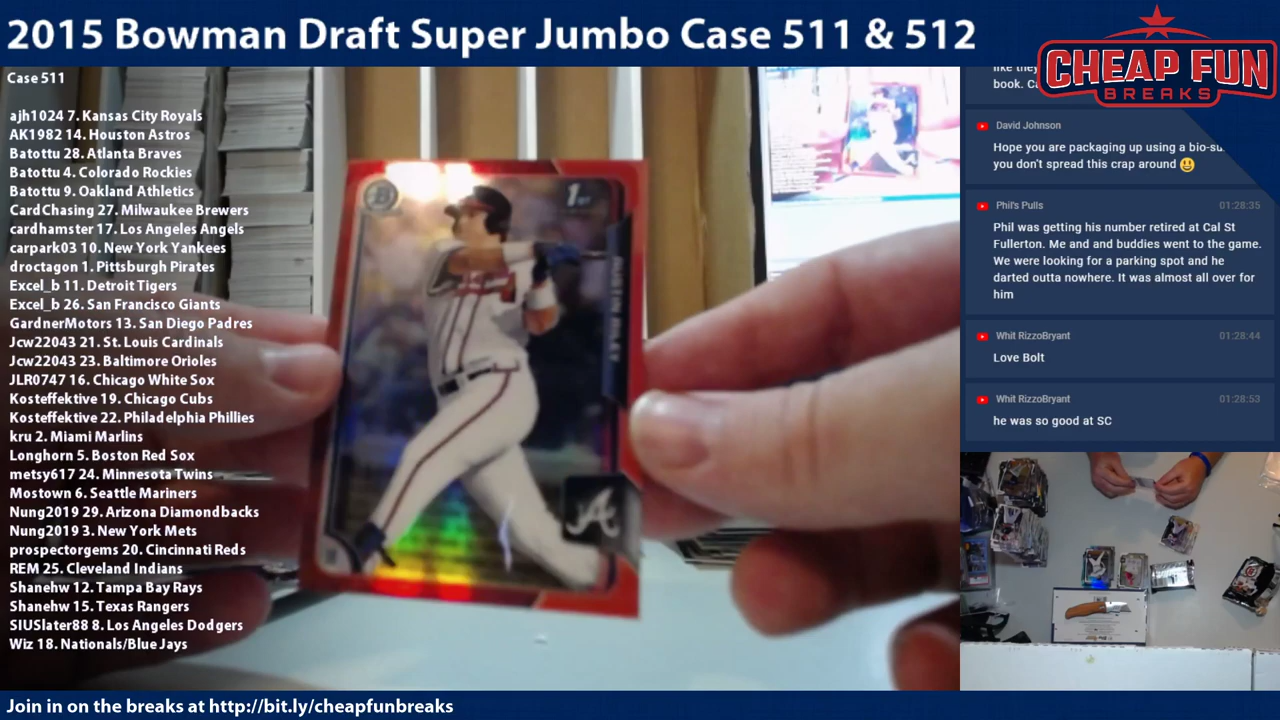 2015 Bowman Draft Super Jumbo Case 511 & 512
CHEAP FUN
BREAKS
Case 511
ajh1024 7. Kansas City Royals
AK1982 14. Houston Astros
Batottu 28. Atlanta Braves
Batottu 4. Colorado Rockies
Batottu 9. Oakland Athletics
CardChasing 27. Milwaukee Brewers
cardhamster 17. Los Angeles Angels
carpark03 10. New York Yankees
droctagon 1. Pittsburgh Pirates
Excel_b 11. Detroit Tigers
Excel_b 26. San Francisco Giants
GardnerMotors 13. San Diego Padres
Jcw22043 21. St. Louis Cardinals
Jcw22043 23. Baltimore Orioles
JLR0747 16. Chicago White Sox
Kosteffektive 19. Chicago Cubs
Kosteffektive 22. Philadelphia Phillies
kru 2. Miami Marlins
Longhorn 5. Boston Red Sox
metsy617 24. Minnesota Twins
Mostown 6. Seattle Mariners
Nung2019 29. Arizona Diamondbacks
Nung2019 3. New York Mets
prospectorgems 20. Cincinnati Reds
REM 25. Cleveland Indians
Shanehw 12. Tampa Bay Rays
Shanehw 15. Texas Rangers
SIUSlater88 8. Los Angeles Dodgers
Wiz 18. Nationals/Blue Jays
B
1ST
AUSTIN RILEY
A
like they
book.
David Johnson
Hope you are packaging up using a
you don't spread this crap around
Phil's Pulls 01:28:35
Phil was getting his number retired at Cal St
Fullerton. Me and and buddies went to the game.
We were looking for a parking spot and he
darted outta nowhere. It was almost all over for
him
Whit RizzoBryant 01:28:44
Love Bolt
Whit RizzoBryant 01:28:53
he was so good at SC
Join in on the breaks at http://bit.ly/cheapfunbreaks